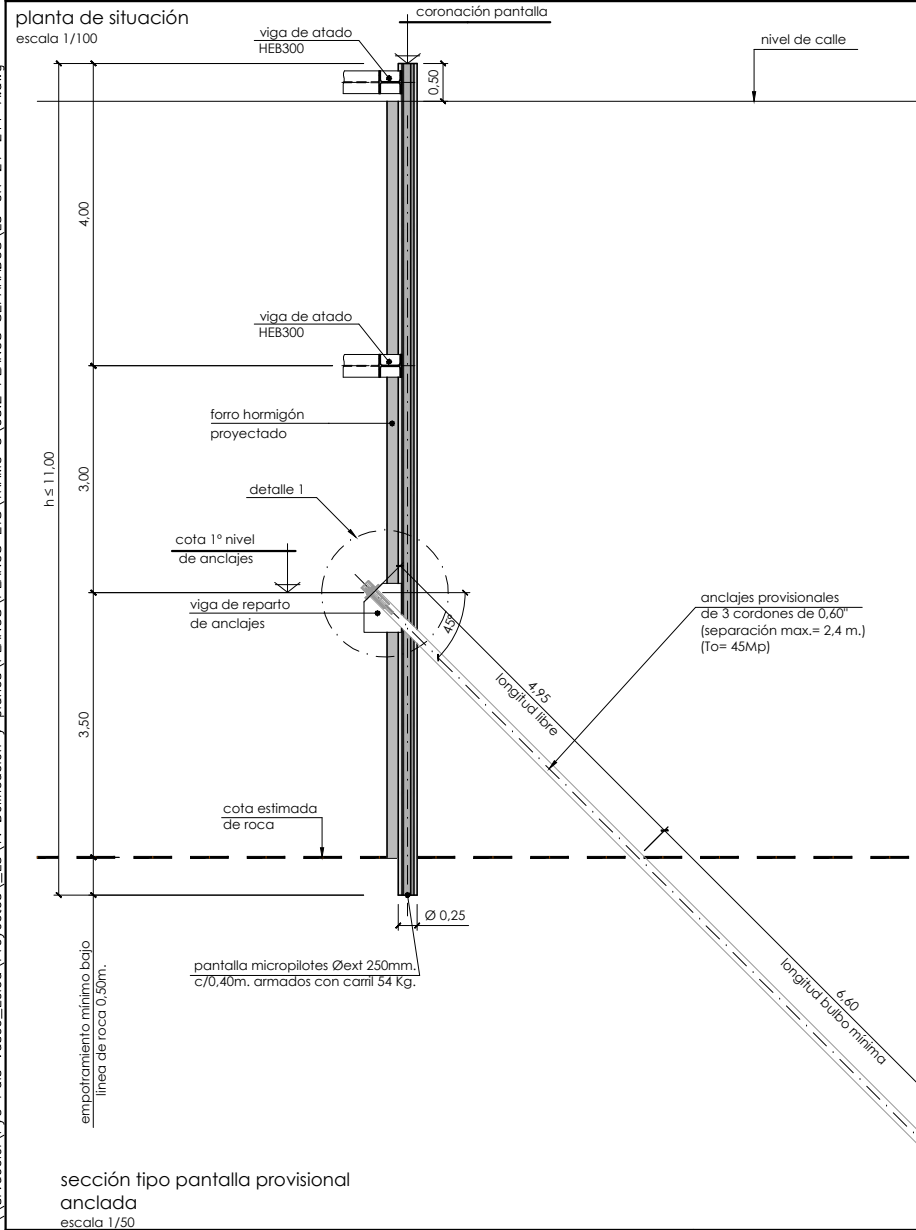 planta de situación
escala 1/100
coronación pantalla
viga de atado
HEB300
nivel de calle
0,50
4,00
viga de atado
HEB300
forro hormigón
proyectado
h ≤ 11,00
3,00
detalle 1
cota 1º nivel
de anclajes
viga de reparto
de anclajes
45º
anclajes provisionales
de 3 cordones de 0,60"
(separación max.= 2,4 m.)
(To= 45Mp)
4,95
longitud libre
3,50
cota estimada
de roca
Ø 0,25
pantalla micropilotes Øext 250mm.
c/0,40m. armados con carril 54 Kg.
empotramiento mínimo bajo
linea de roca 0,50m.
6,60
longitud bulbo mínima
sección tipo pantalla provisional
anclada
escala 1/50